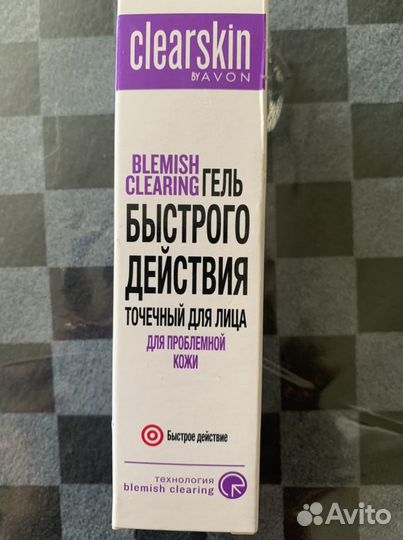 clearskin
BY AVON
BLEMISH
CLEARING ГЕЛЬ
БЫСТРОГО
ДЕЙСТВИЯ
ТОЧЕЧНЫЙ ДЛЯ ЛИЦА
ДЛЯ ПРОБЛЕМНОЙ
КОЖИ
Быстрое действие
технология
blemish clearing
Avito